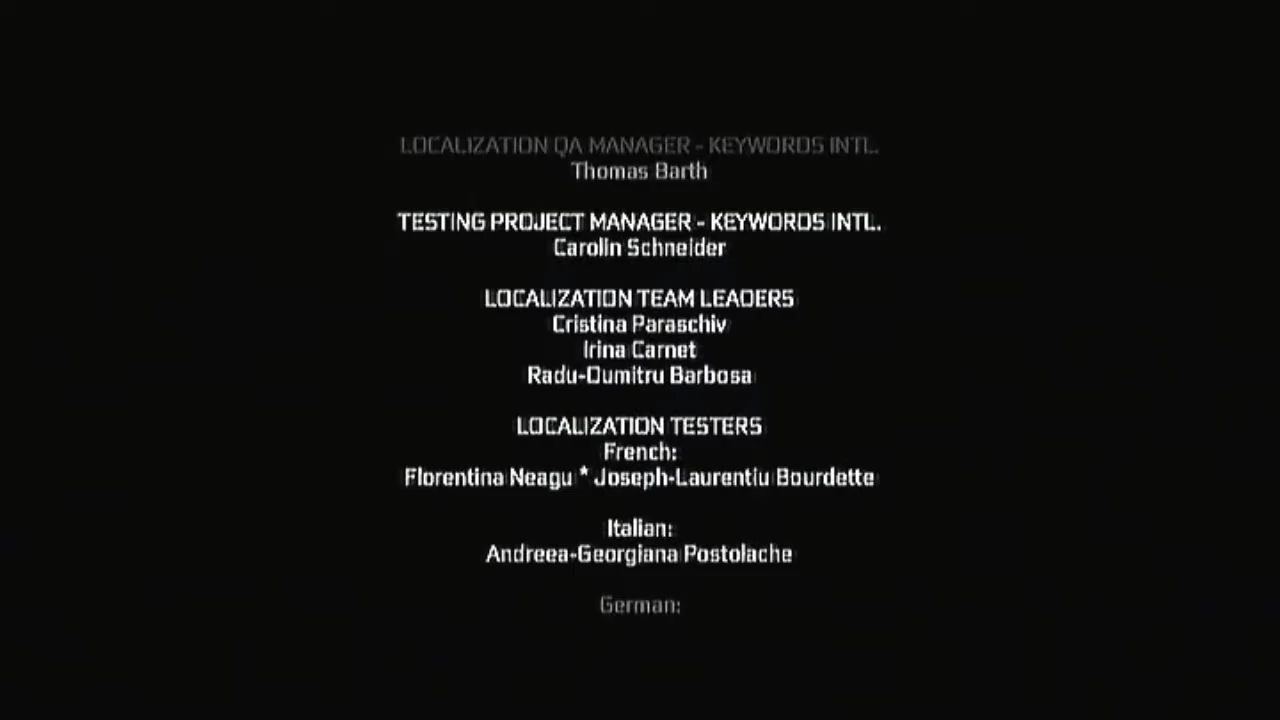 LOCALIZATION QA MANAGER - KEYWORDS INTL.
Thomas Barth
TESTING PROJECT MANAGER - KEYWORDS INTL.
Carolin Schneider
LOCALIZATION TEAM LEADERS
Cristina Paraschiv
Irina Carnet
Radu-Dumitru Barbosa
LOCALIZATION TESTERS
French:
Florentina Neagu * Joseph-Laurentiu Bourdette
Italian:
Andreea-Georgiana Postolache
German: